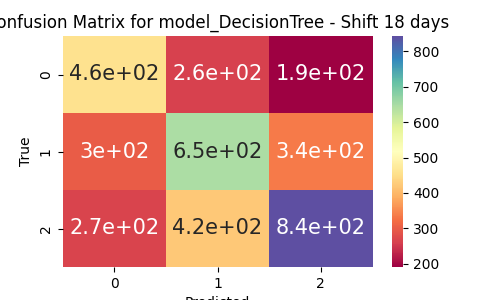 onfusion Matrix for model_DecisionTree - Shift 18 days
True
0 4.6e+02 2.6e+02 1.9e+02
1 3e+02 6.5e+02 3.4e+02
2 2.7e+02 4.2e+02 8.4e+02
0 1 2
Predicted
800
700
600
500
400
300
200